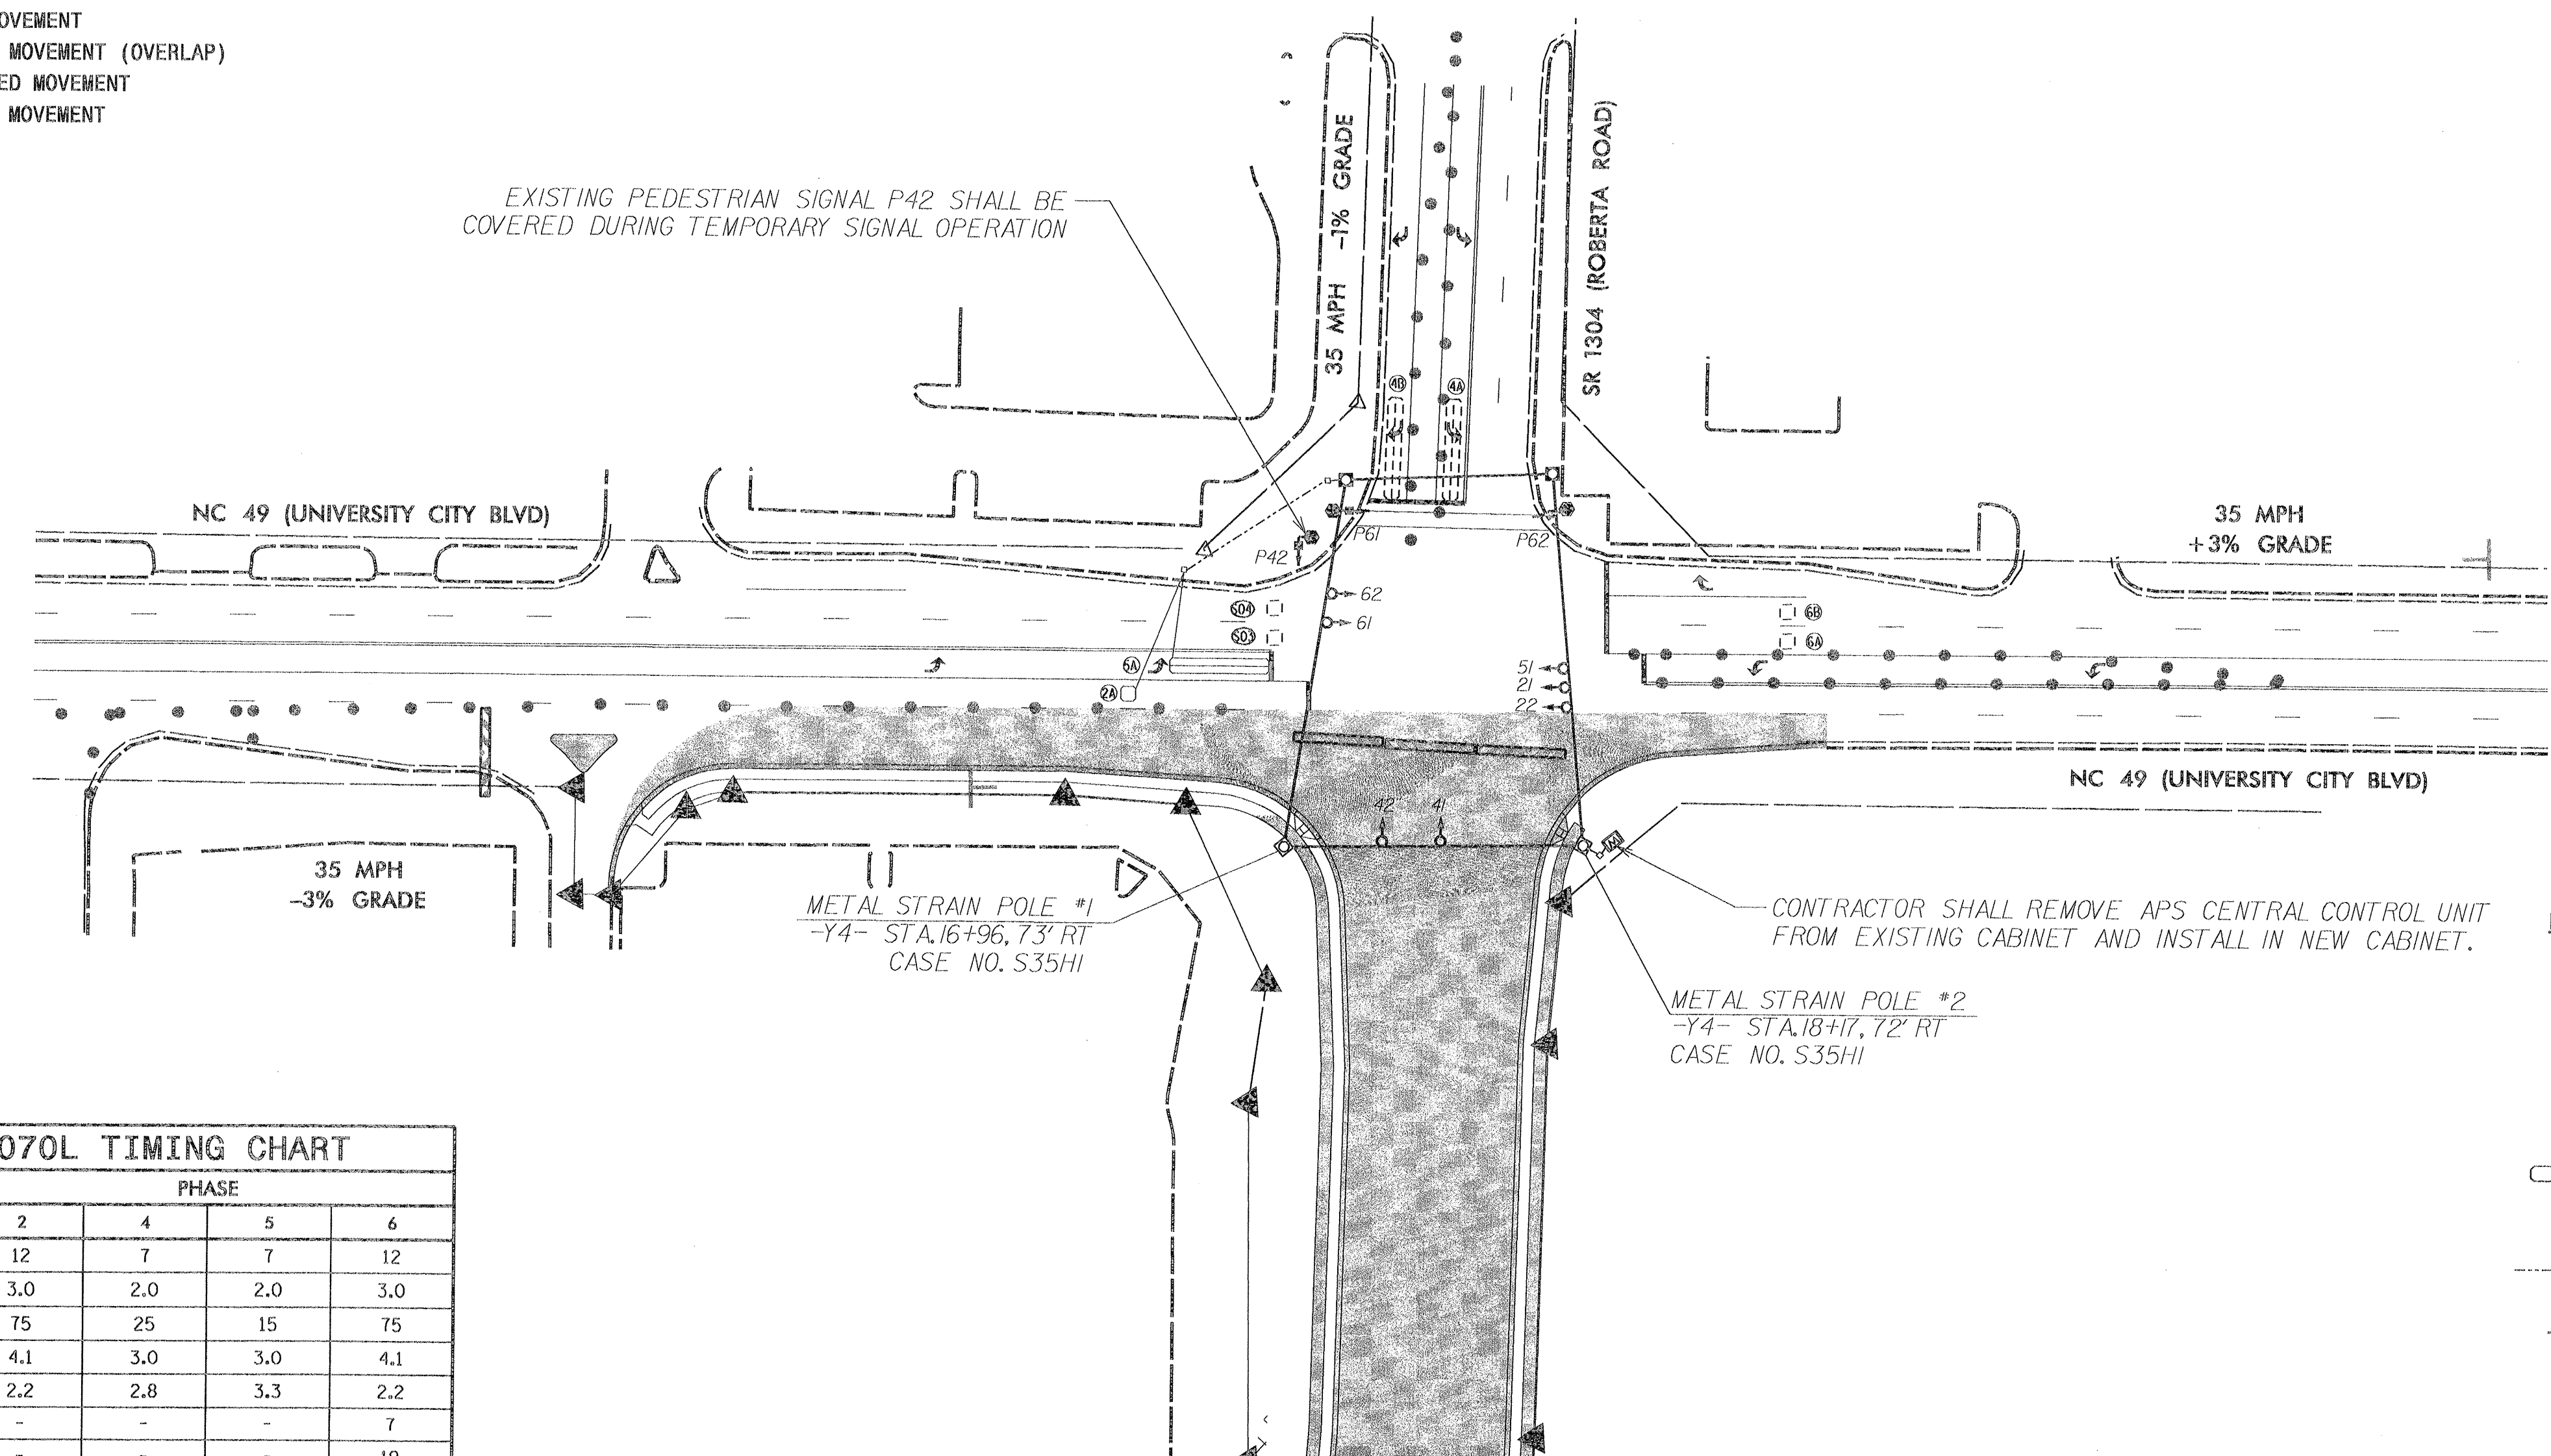 OVEMENT
MOVEMENT (OVERLAP)
ED MOVEMENT
MOVEMENT
EXISTING PEDESTRIAN SIGNAL P42 SHALL BE
COVERED DURING TEMPORARY SIGNAL OPERATION
35 MPH -1% GRADE
SR 1304 (ROBERTA ROAD)
4B
4A
NC 49 (UNIVERSITY CITY BLVD)
35 MPH
+3% GRADE
P61
P62
P42
62
61
S04
S03
6B
6A
5A
2A
51
21
22
NC 49 (UNIVERSITY CITY BLVD)
42
41
35 MPH
-3% GRADE
METAL STRAIN POLE #1
-Y4- STA.16+96, 73' RT
CASE NO. S35H1
CONTRACTOR SHALL REMOVE APS CENTRAL CONTROL UNIT
FROM EXISTING CABINET AND INSTALL IN NEW CABINET.
METAL STRAIN POLE #2
-Y4- STA.18+17, 72' RT
CASE NO. S35H1
070L TIMING CHART
PHASE
2 4 5 6
12 7 7 12
3.0 2.0 2.0 3.0
75 25 15 75
4.1 3.0 3.0 4.1
2.2 2.8 3.3 2.2
- - - 7